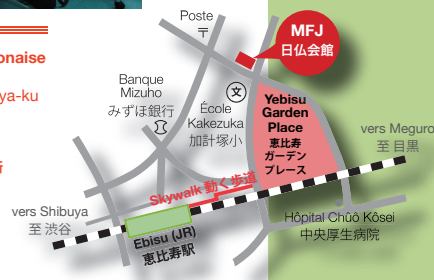 Poste
〒
MFJ
日仏会館
onaise
ya-ku
Banque
Mizuho
みずほ銀行
文
École
Kakezuka
加計塚小
Yebisu
Garden
Place
恵比寿
ガーデン
プレース
vers Meguro
至 目黒
Skywalk 動く歩道
vers Shibuya
至 渋谷
Ebisu (JR)
恵比寿駅
Hôpital Chûô Kôsei
中央厚生病院